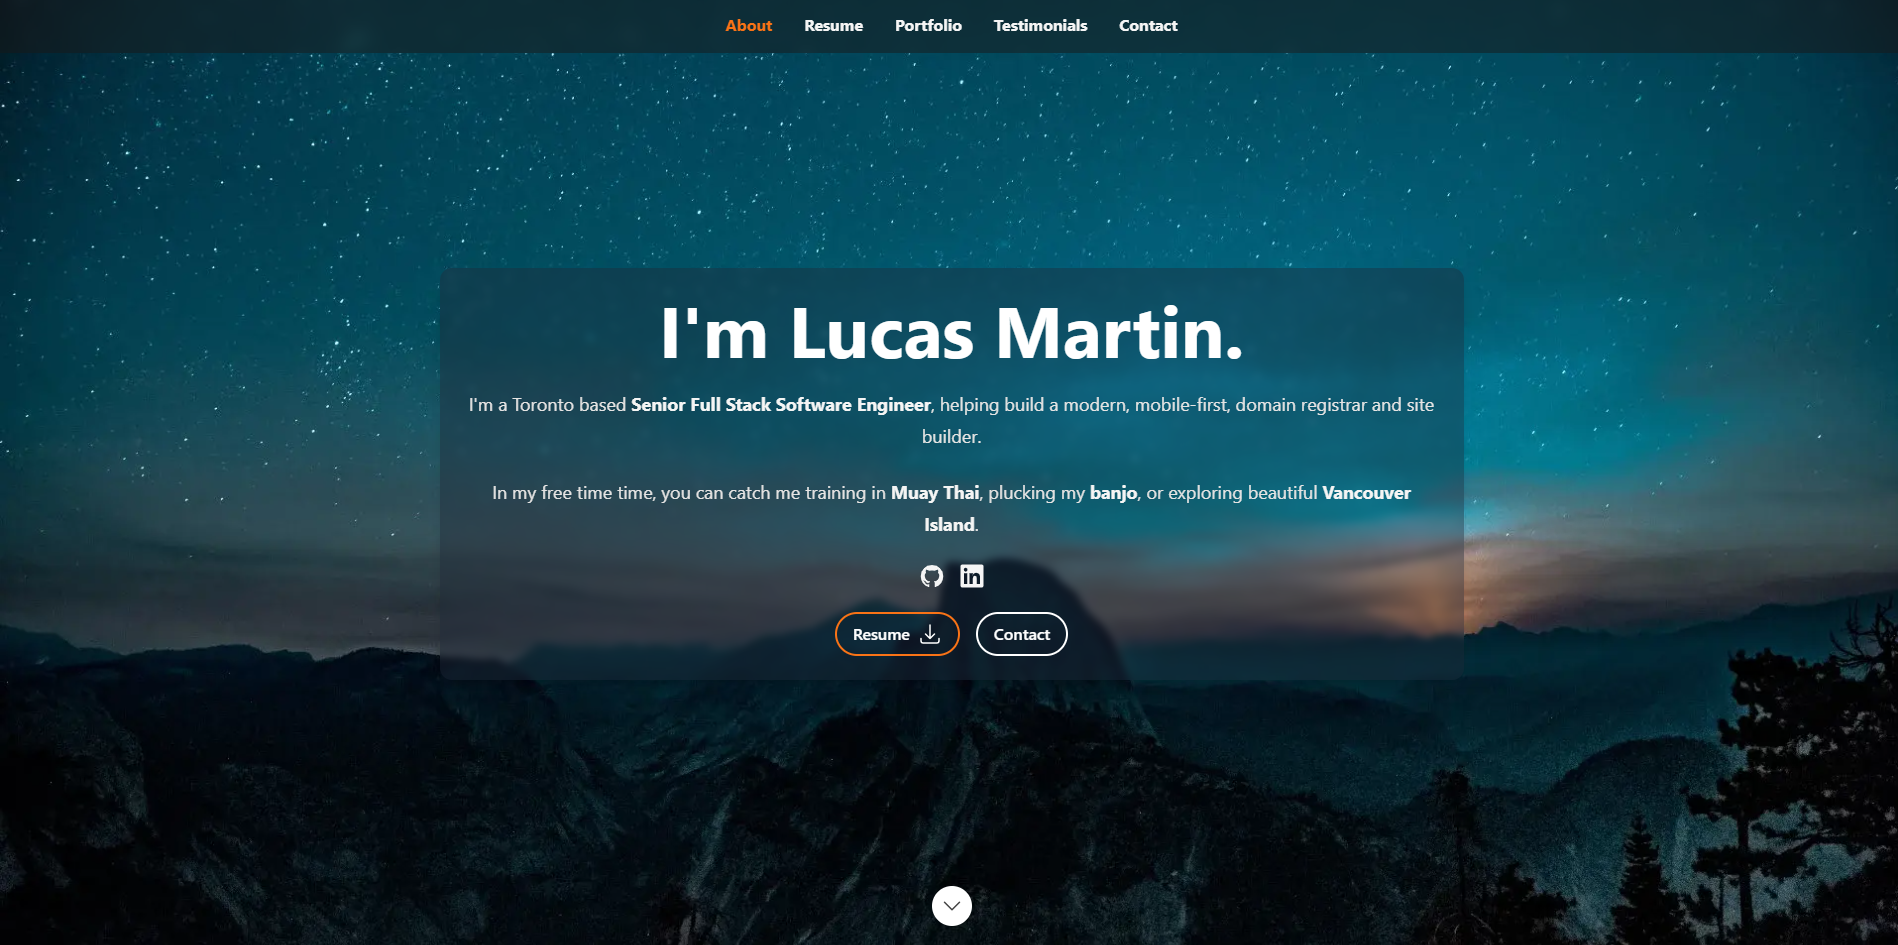 About Resume Portfolio Testimonials Contact
I'm Lucas Martin.
I'm a Toronto based Senior Full Stack Software Engineer, helping build a modern, mobile-first, domain registrar and site
builder.
In my free time time, you can catch me training in Muay Thai, plucking my banjo, or exploring beautiful Vancouver
Island.
in
Resume Contact